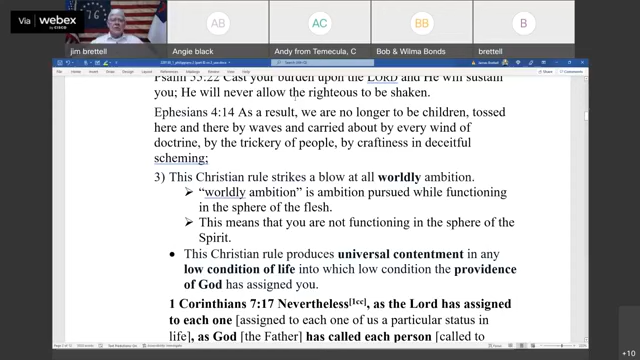 Via webex
by CISCO
AB
AC
BB
B
jim brettell
Angie black
Andy from Temecula, C
Bob & Wilma Bonds
brettell
Psalm 55:22 Cast your burden upon the LORD and He will sustain
you; He will never allow the righteous to be shaken.
Ephesians 4:14 As a result, we are no longer to be children, tossed
here and there by waves and carried about by every wind of
doctrine, by the trickery of people, by craftiness in deceitful
scheming;
3) This Christian rule strikes a blow at all worldly ambition.
➢ “worldly ambition” is ambition pursued while functioning
in the sphere of the flesh.
➢ This means that you are not functioning in the sphere of the
Spirit.
• This Christian rule produces universal contentment in any
low condition of life into which low condition the providence
of God has assigned you.
1 Corinthians 7:17 Nevertheless[1cc], as the Lord has assigned
to each one [assigned to each one of us a particular status in
life], as God [the Father] has called each person [called to
+10